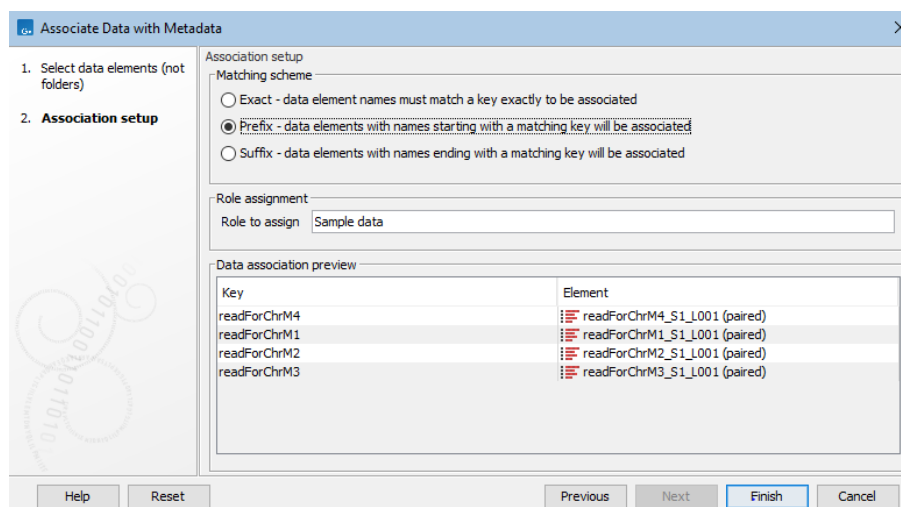 Associate Data with Metadata
1. Select data elements (not
folders)
2. Association setup
Association setup
Matching scheme
Exact - data element names must match a key exactly to be associated
Prefix - data elements with names starting with a matching key will be associated
Suffix - data elements with names ending with a matching key will be associated
Role assignment
Role to assign Sample data
Data association preview
Key Element
readForChrM4 readForChrM4_S1_L001 (paired)
readForChrM1 readForChrM1_S1_L001 (paired)
readForChrM2 readForChrM2_S1_L001 (paired)
readForChrM3 readForChrM3_S1_L001 (paired)
Help Reset Previous Next Finish Cancel